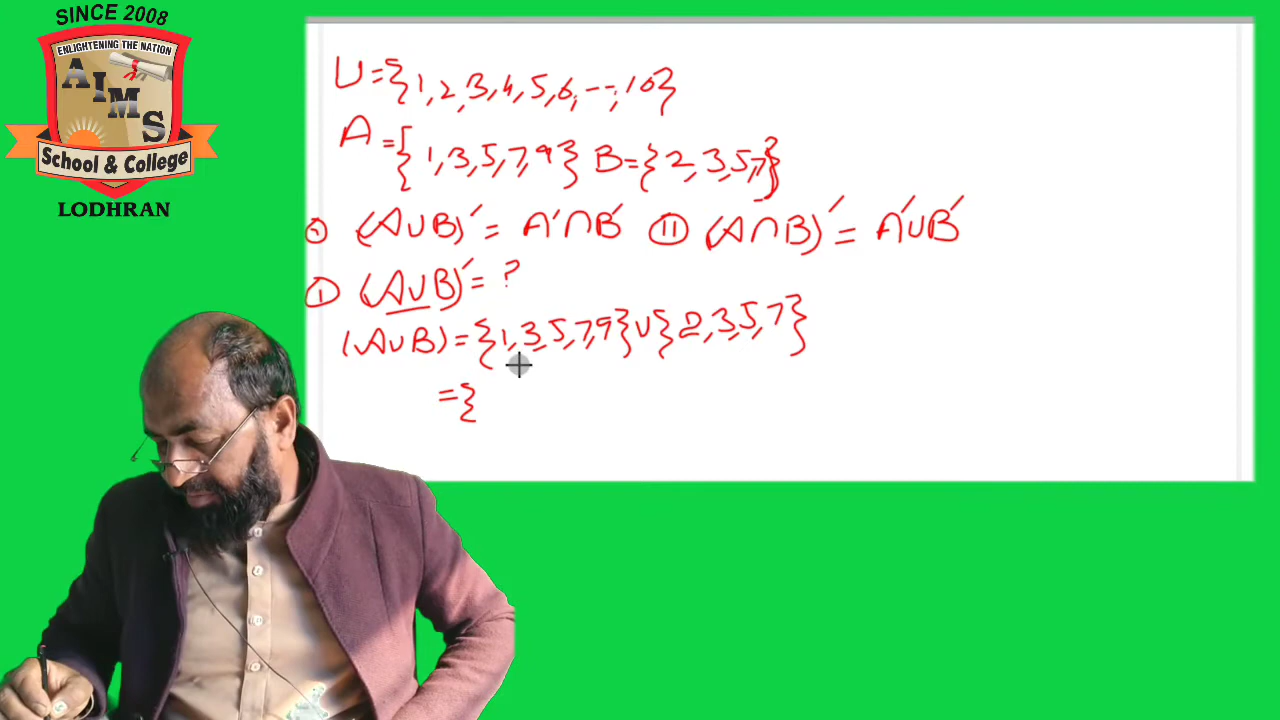 SINCE 2008
ENLIGHTENING THE NATION
AIMS
School & College
LODHRAN
U={1,2,3,4,5,6,--,10}
A={1,3,5,7,9} B={2,3,5,7}
(A∪B)′= A′∩B′ (II) (A∩B)′= A′∪B′
(I) (A∪B)′= ?
(A∪B)={1,3,5,7,9}∪{2,3,5,7}
={